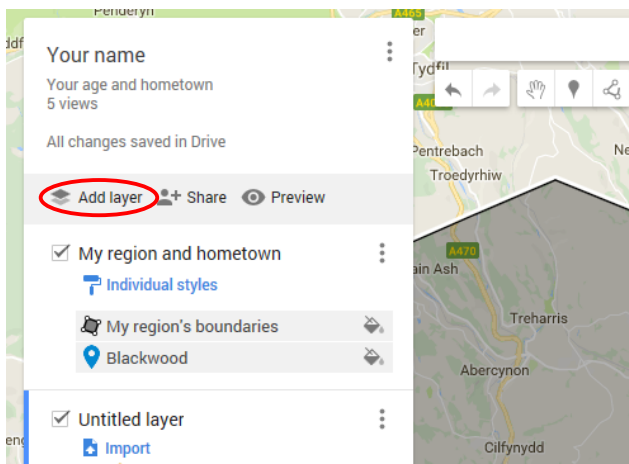 Penderyn
A465
Your name
Your age and hometown
5 views
All changes saved in Drive
Add layer Share Preview
My region and hometown
Individual styles
My region's boundaries
Blackwood
Untitled layer
Import
Pentrebach
Troedyrhiw
A470
ain Ash
Treharris
Abercynon
Cilfynydd